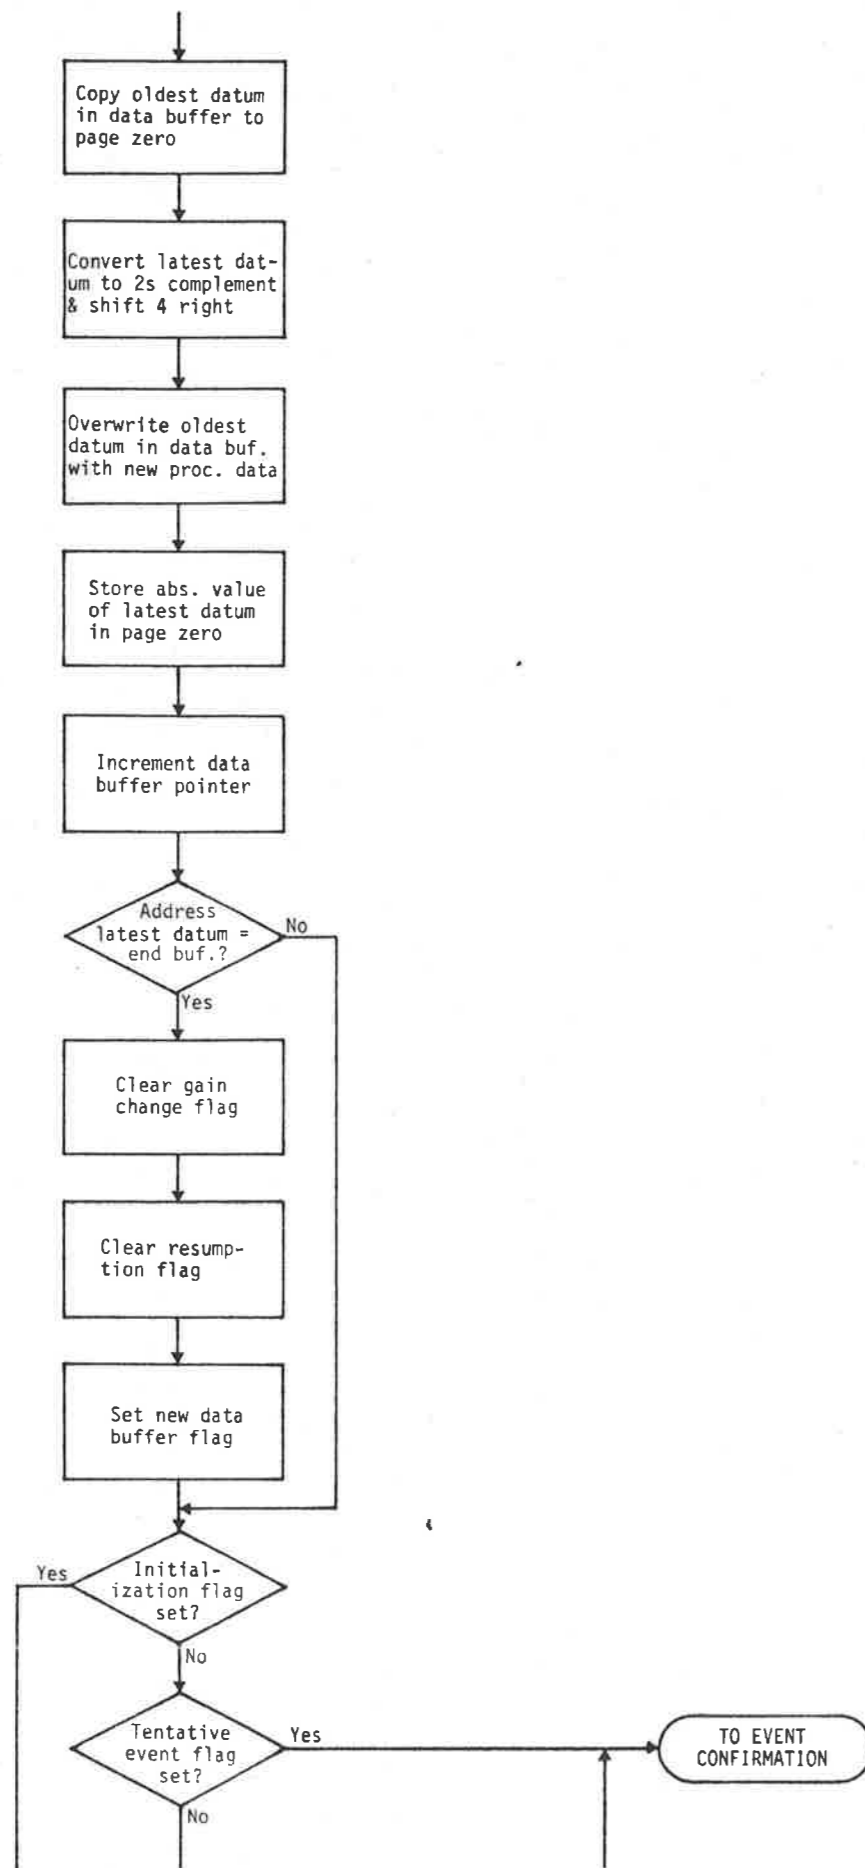 Copy oldest datum
in data buffer to
page zero
Convert latest dat-
um to 2s complement
& shift 4 right
Overwrite oldest
datum in data buf.
with new proc. data
Store abs. value
of latest datum
in page zero
Increment data
buffer pointer
Address
latest datum =
end buf.?
No
Yes
Clear gain
change flag
Clear resump-
tion flag
Set new data
buffer flag
Yes
Initial-
ization flag
set?
No
Tentative
event flag
set?
Yes
TO EVENT
CONFIRMATION
No